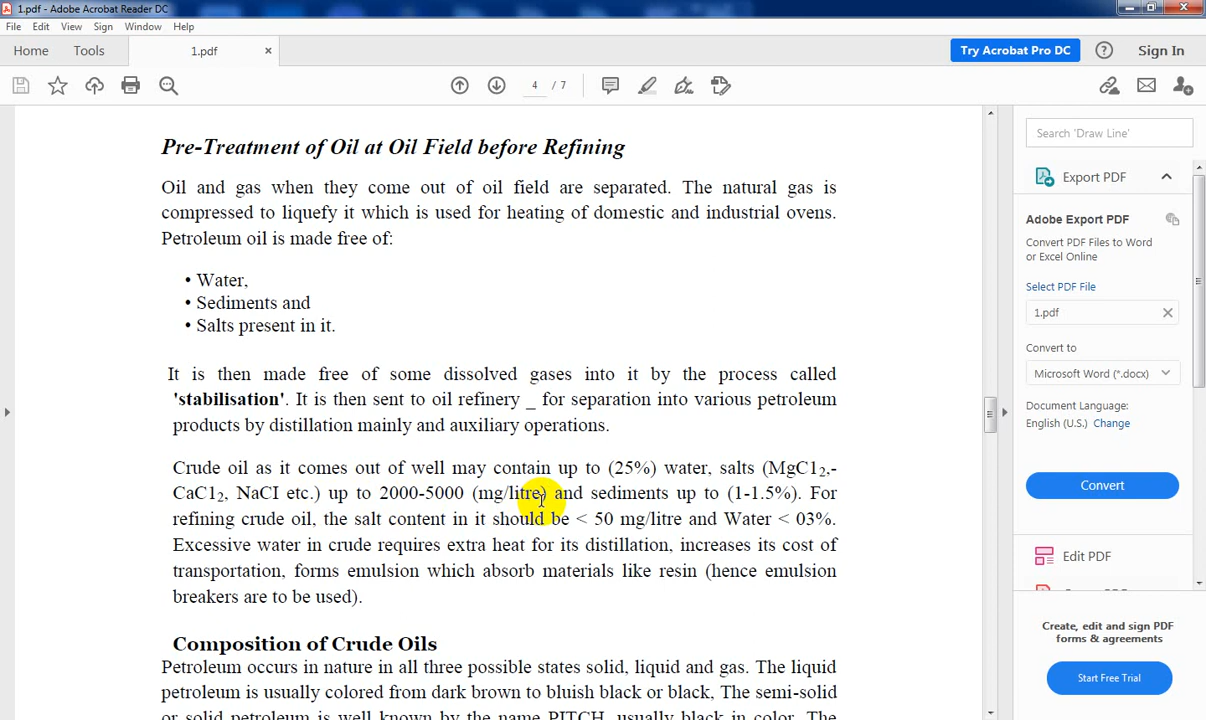 1.pdf - Adobe Acrobat Reader DC
File Edit View Sign Window Help
Home Tools 1.pdf × Try Acrobat Pro DC ? Sign In
4 / 7
Pre-Treatment of Oil at Oil Field before Refining
Oil and gas when they come out of oil field are separated. The natural gas is
compressed to liquefy it which is used for heating of domestic and industrial ovens.
Petroleum oil is made free of:
• Water,
• Sediments and
• Salts present in it.
It is then made free of some dissolved gases into it by the process called
'stabilisation'. It is then sent to oil refinery _ for separation into various petroleum
products by distillation mainly and auxiliary operations.
Crude oil as it comes out of well may contain up to (25%) water, salts (MgC1₂,-
CaC1₂, NaCI etc.) up to 2000-5000 (mg/litre) and sediments up to (1-1.5%). For
refining crude oil, the salt content in it should be < 50 mg/litre and Water < 03%.
Excessive water in crude requires extra heat for its distillation, increases its cost of
transportation, forms emulsion which absorb materials like resin (hence emulsion
breakers are to be used).
Composition of Crude Oils
Petroleum occurs in nature in all three possible states solid, liquid and gas. The liquid
petroleum is usually colored from dark brown to bluish black or black, The semi-solid
or solid petroleum is well known by the name PITCH, usually black in color. The
Search 'Draw Line'
Export PDF
Adobe Export PDF
Convert PDF Files to Word
or Excel Online
Select PDF File
1.pdf
Convert to
Microsoft Word (*.docx)
Document Language:
English (U.S.) Change
Convert
Edit PDF
Create, edit and sign PDF
forms & agreements
Start Free Trial